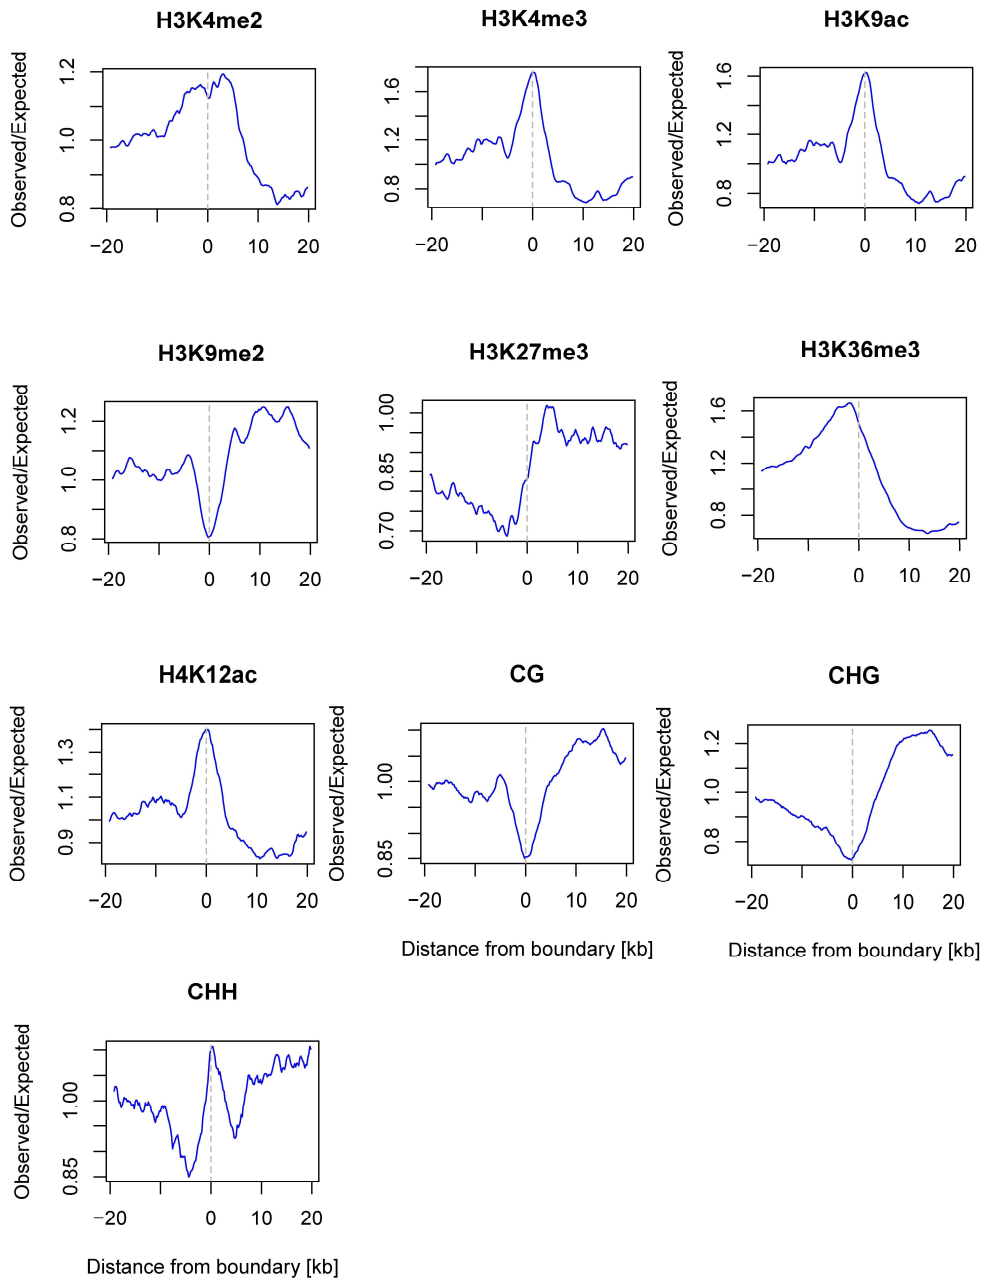 H3K4me2 H3K4me3 H3K9ac
Observed/Expected
0.8 1.0 1.2
−20 0 10 20
0.8 1.2 1.6
−20 0 10 20
Observed/Expected
0.8 1.2 1.6
−20 0 10 20
H3K9me2 H3K27me3 H3K36me3
Observed/Expected
0.8 1.0 1.2
−20 0 10 20
0.70 0.85 1.00
−20 0 10 20
Observed/Expected
0.8 1.2 1.6
−20 0 10 20
H4K12ac CG CHG
Observed/Expected
0.9 1.1 1.3
−20 0 10 20
Observed/Expected
0.85 1.00
−20 0 10 20
Distance from boundary [kb]
Observed/Expected
0.8 1.0 1.2
−20 0 10 20
Distance from boundary [kb]
CHH
Observed/Expected
0.85 1.00
−20 0 10 20
Distance from boundary [kb]